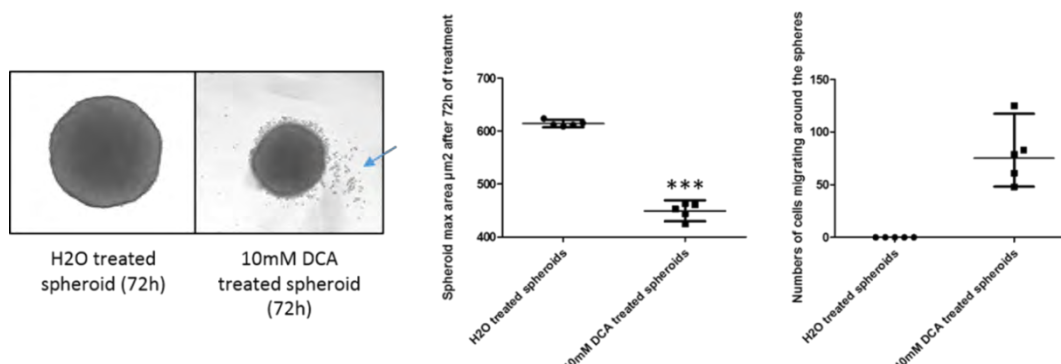 H2O treated
spheroid (72h)
10mM DCA
treated spheroid
(72h)
Spheroid max area µm2 after 72h of treatment
700
600
500
400
***
H2O treated spheroids
10mM DCA treated spheroids
Numbers of cells migrating around the spheres
150
100
50
0
H2O treated spheroids
10mM DCA treated spheroids